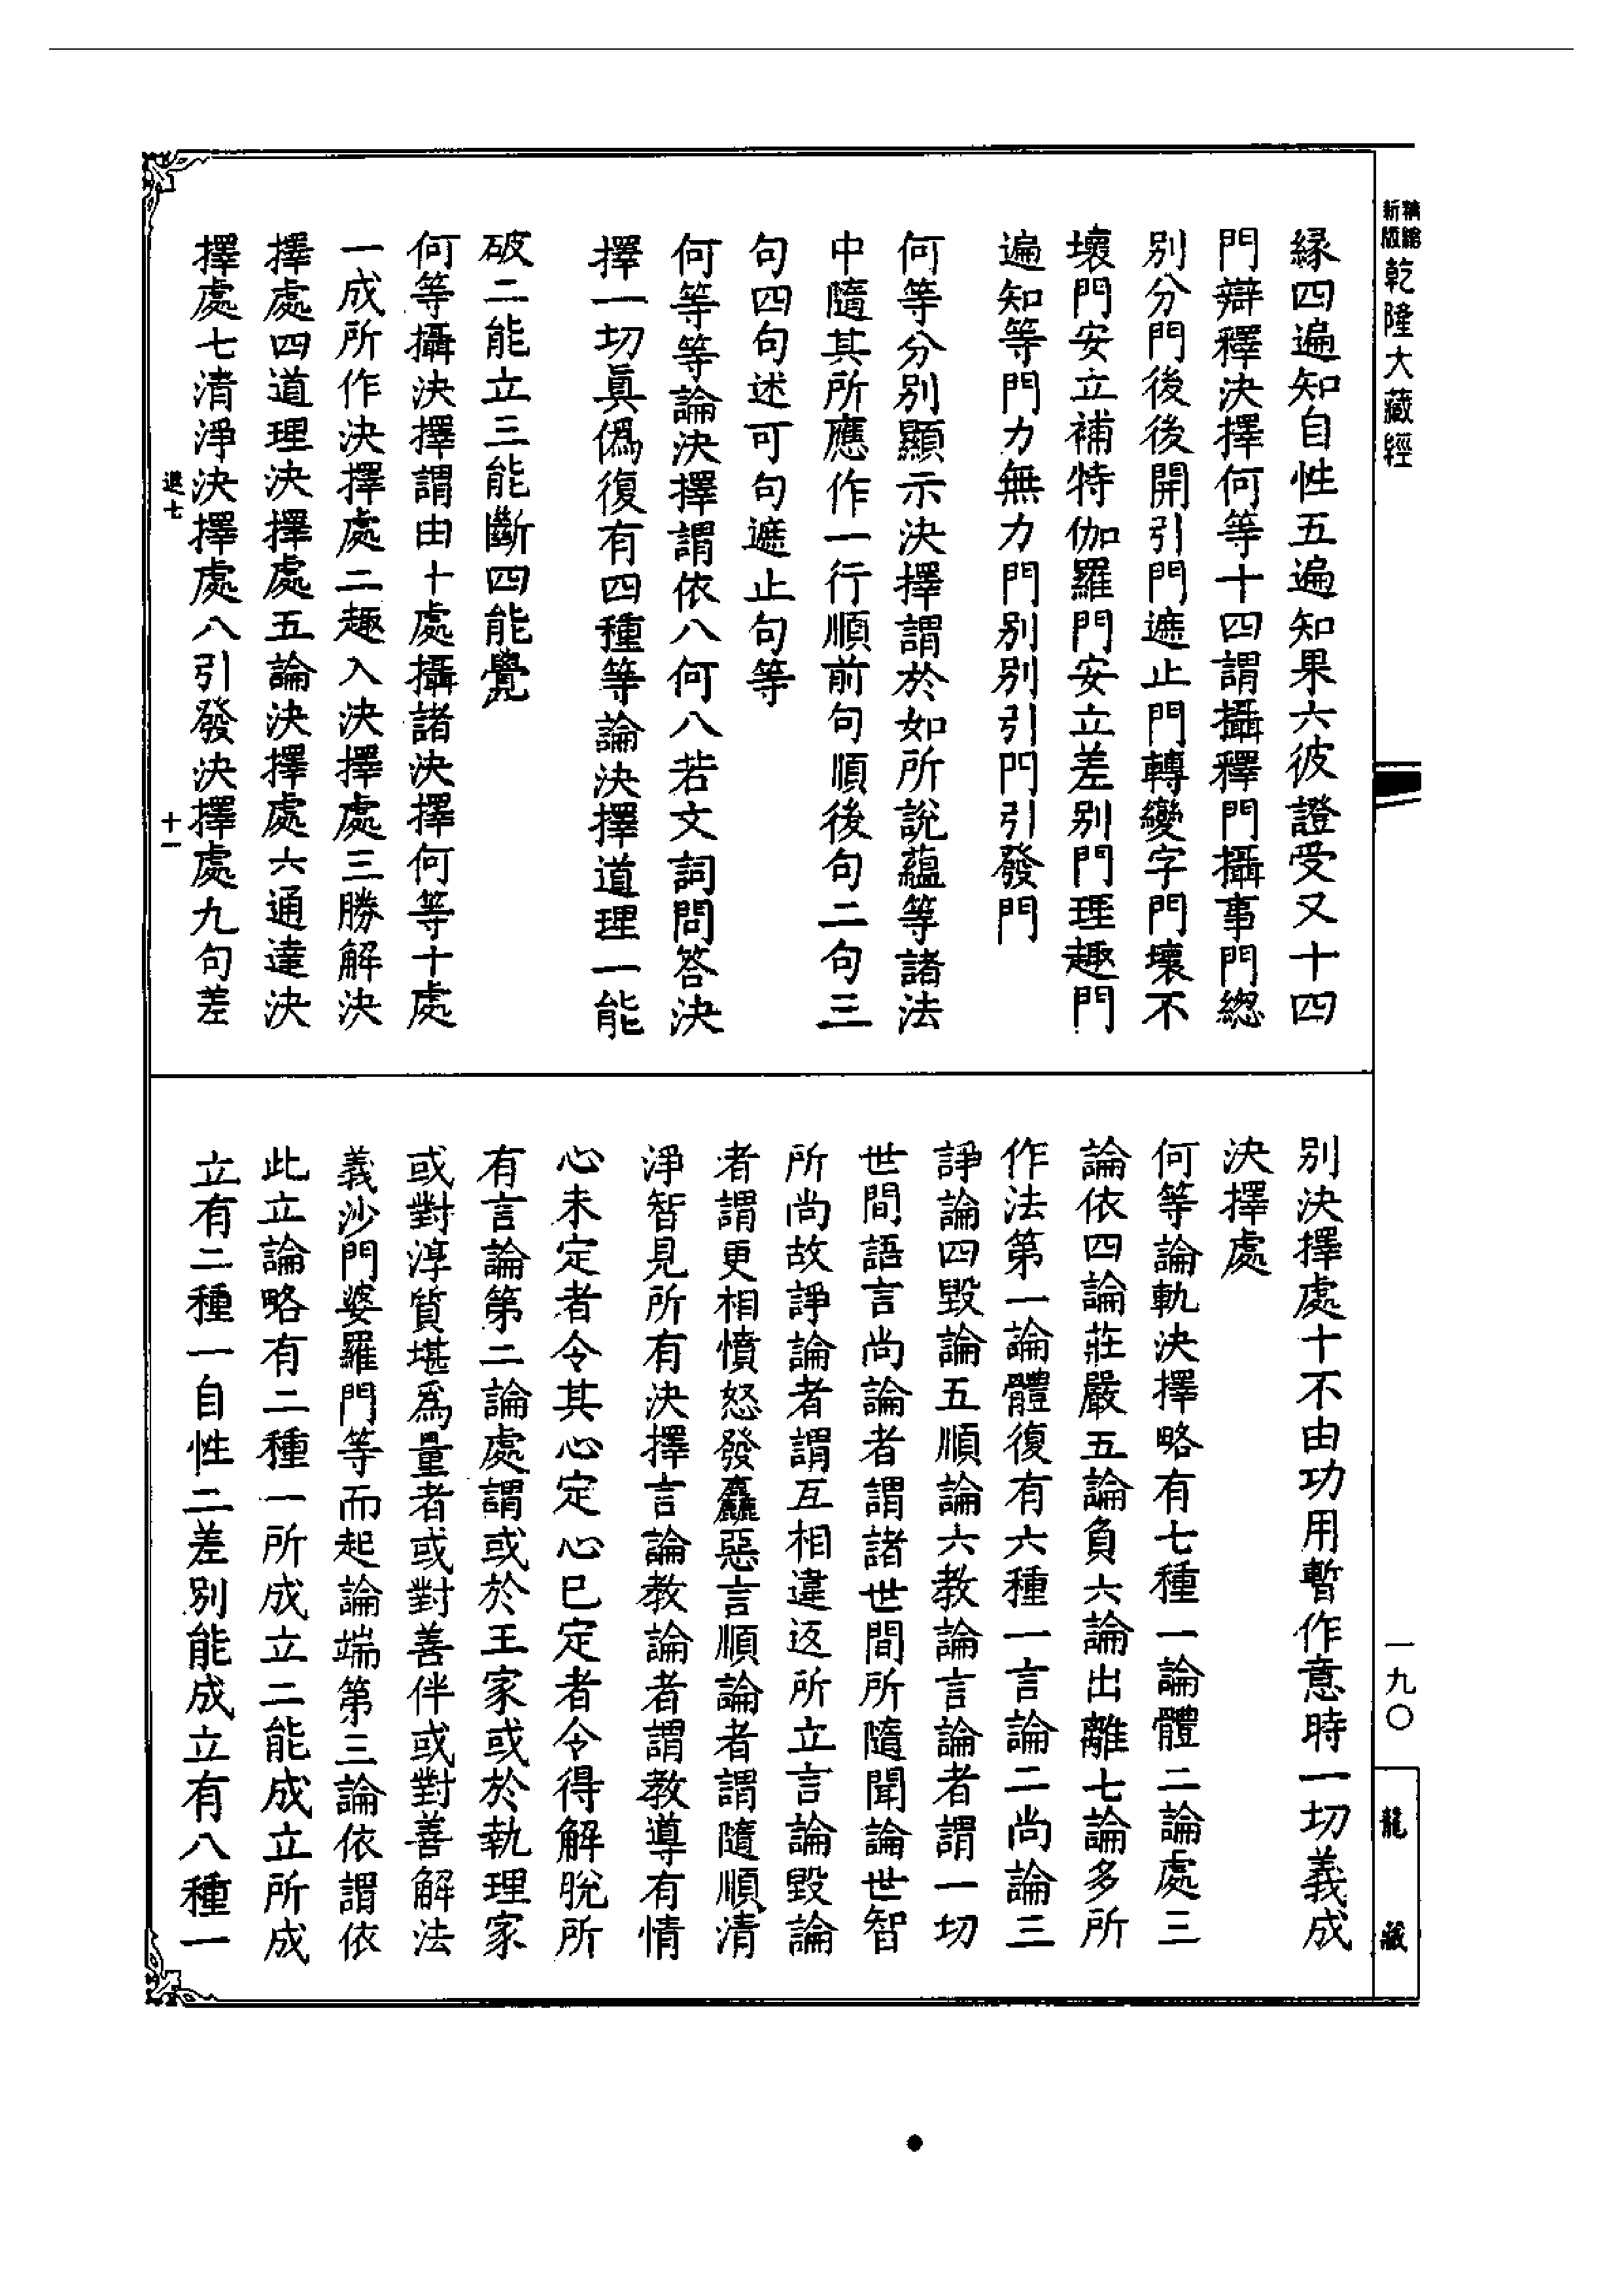 新編縮版乾隆大藏經
緣四遍知自性五遍知果六彼證受又十四
門辯釋決擇何等十四謂攝釋門攝事門總
別分門後後開引門遮止門轉變字門壞不
壞門安立補特伽羅門安立差別門理趣門
遍知等門力無力門別別引門引發門
何等分別顯示決擇謂於如所說蘊等諸法
中隨其所應作一行順前句順後句二句三
句四句述可句遮止句等
何等等論決擇謂依八何八若文詞問答決
擇一切眞僞復有四種等論決擇道理一能
破二能立三能斷四能覺
何等攝決擇謂由十處攝諸決擇何等十處
一成所作決擇處二趣入決擇處三勝解決
擇處四道理決擇處五論決擇處六通達決
擇處七清淨決擇處八引發決擇處九句差
十一
別決擇處十不由功用暫作意時一切義成
決擇處
何等論軌決擇略有七種一論體二論處三
論依四論莊嚴五論負六論出離七論多所
作法第一論體復有六種一言論二尚論三
諍論四毀論五順論六教論言論者謂一切
世間語言尚論者謂諸世間所隨聞論世智
所尚故諍論者謂互相違返所立言論毀論
者謂更相憤怒發麤惡言順論者謂隨順清
淨智見所有決擇言論教論者謂教導有情
心未定者令其心定心已定者令得解脫所
有言論第二論處謂或於王家或於執理家
或對淳質堪爲量者或對善伴或對善解法
義沙門婆羅門等而起論端第三論依謂依
此立論略有二種一所成立二能成立所成
立有二種一自性二差別能成立有八種一
一九〇
龍藏